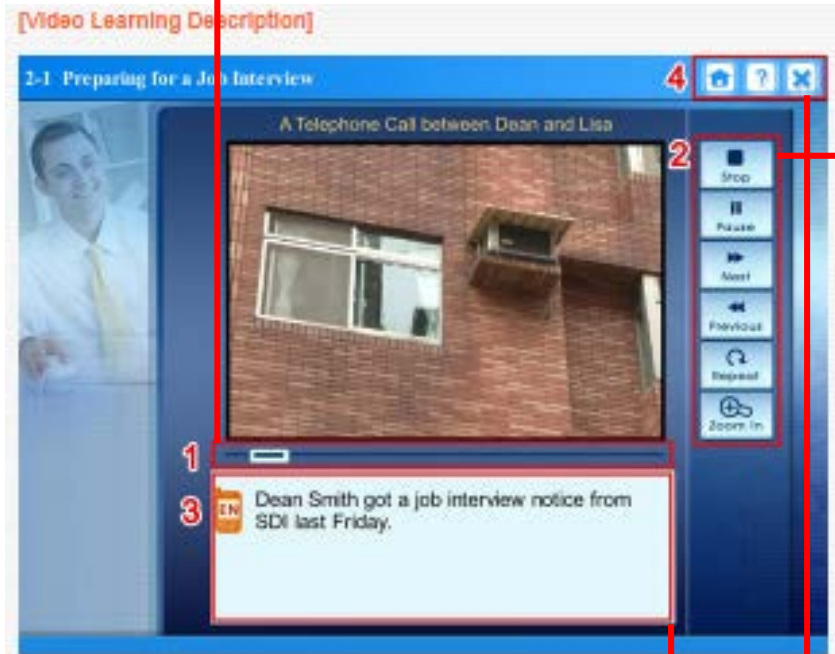 [Video Learning Description]
2-1 Preparing for a Job Interview
4
?
A Telephone Call between Dean and Lisa
2
Stop
Pause
Next
Previous
Repeat
Zoom In
1
3
EN
Dean Smith got a job interview notice from
SDI last Friday.